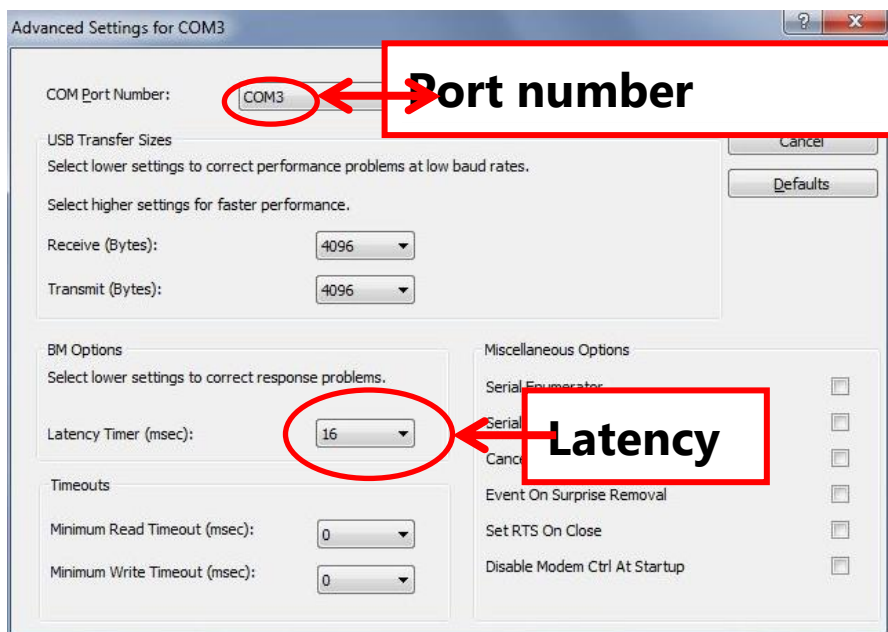 Advanced Settings for COM3
? X
COM Port Number: COM3
Port number
USB Transfer Sizes
Cancel
Select lower settings to correct performance problems at low baud rates.
Defaults
Select higher settings for faster performance.
Receive (Bytes): 4096
Transmit (Bytes): 4096
BM Options
Miscellaneous Options
Select lower settings to correct response problems.
Serial Enumerator
Latency Timer (msec): 16
Serial
Latency
Timeouts
Event On Surprise Removal
Minimum Read Timeout (msec): 0
Set RTS On Close
Minimum Write Timeout (msec): 0
Disable Modem Ctrl At Startup